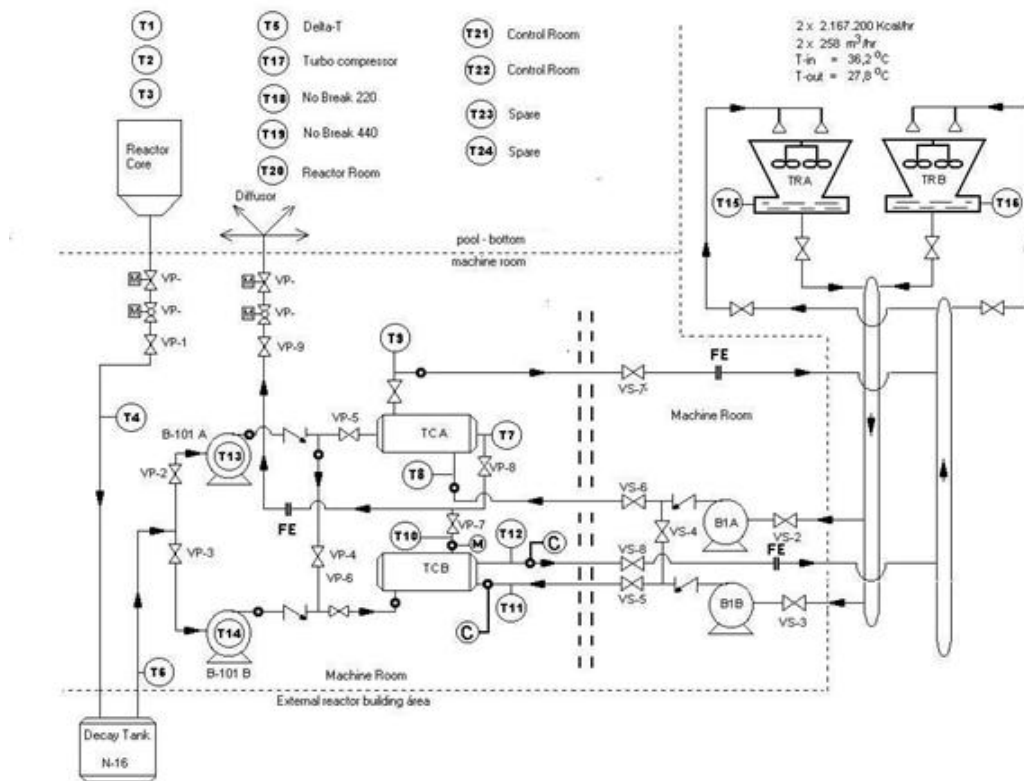 T1
T2
T3
T5 Delta-T
T17 Turbo compressor
T18 No Break 220
T19 No Break 440
T20 Reactor Room
T21 Control Room
T22 Control Room
T23 Spare
T24 Spare
2 x 2.167.200 Kcal/hr
2 x 258 m³/hr
T-in = 36,2 °C
T-out = 27,8 °C
Reactor
Core
Diffusor
TRA
TRB
T15
T16
pool - bottom
machine room
M VP-
M VP-
M VP-
M VP-
VP-1
VP-9
T9
FE
VS-7
T4
VP-5
TCA
T7
Machine Room
B-101 A
T13
VP-2
T8
VP-8
VS-6
FE
VP-7
T10
M
T12
C
VS-4
B1A
VS-2
FE
VP-3
VP-4
VP-6
TCB
VS-8
VS-5
T11
C
B1B
VS-3
T14
B-101 B
T6
Machine Room
External reactor building área
Decay Tank
N-16